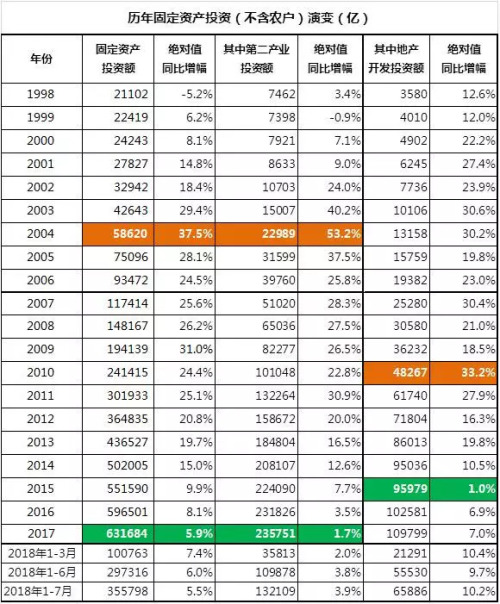 历年固定资产投资（不含农户）演变（亿）
年份 固定资产投资额 绝对值同比增幅 其中第二产业投资额 绝对值同比增幅 其中地产开发投资额 绝对值同比增幅
1998 21102 -5.2% 7462 3.4% 3580 12.6%
1999 22419 6.2% 7398 -0.9% 4010 12.0%
2000 24243 8.1% 7921 7.1% 4902 22.2%
2001 27827 14.8% 8633 9.0% 6245 27.4%
2002 32942 18.4% 10703 24.0% 7736 23.9%
2003 42643 29.4% 15007 40.2% 10106 30.6%
2004 58620 37.5% 22989 53.2% 13158 30.2%
2005 75096 28.1% 31599 37.5% 15759 19.8%
2006 93472 24.5% 39760 25.8% 19382 23.0%
2007 117414 25.6% 51020 28.3% 25280 30.4%
2008 148167 26.2% 65036 27.5% 30580 21.0%
2009 194139 31.0% 82277 26.5% 36232 18.5%
2010 241415 24.4% 101048 22.8% 48267 33.2%
2011 301933 25.1% 132264 30.9% 61740 27.9%
2012 364835 20.8% 158672 20.0% 71804 16.3%
2013 436527 19.7% 184804 16.5% 86013 19.8%
2014 502005 15.0% 208107 12.6% 95036 10.5%
2015 551590 9.9% 224090 7.7% 95979 1.0%
2016 596501 8.1% 231826 3.5% 102581 6.9%
2017 631684 5.9% 235751 1.7% 109799 7.0%
2018年1-3月 100763 7.4% 35813 2.0% 21291 10.4%
2018年1-6月 297316 6.0% 109878 3.8% 55530 9.7%
2018年1-7月 355798 5.5% 132109 3.9% 65886 10.2%